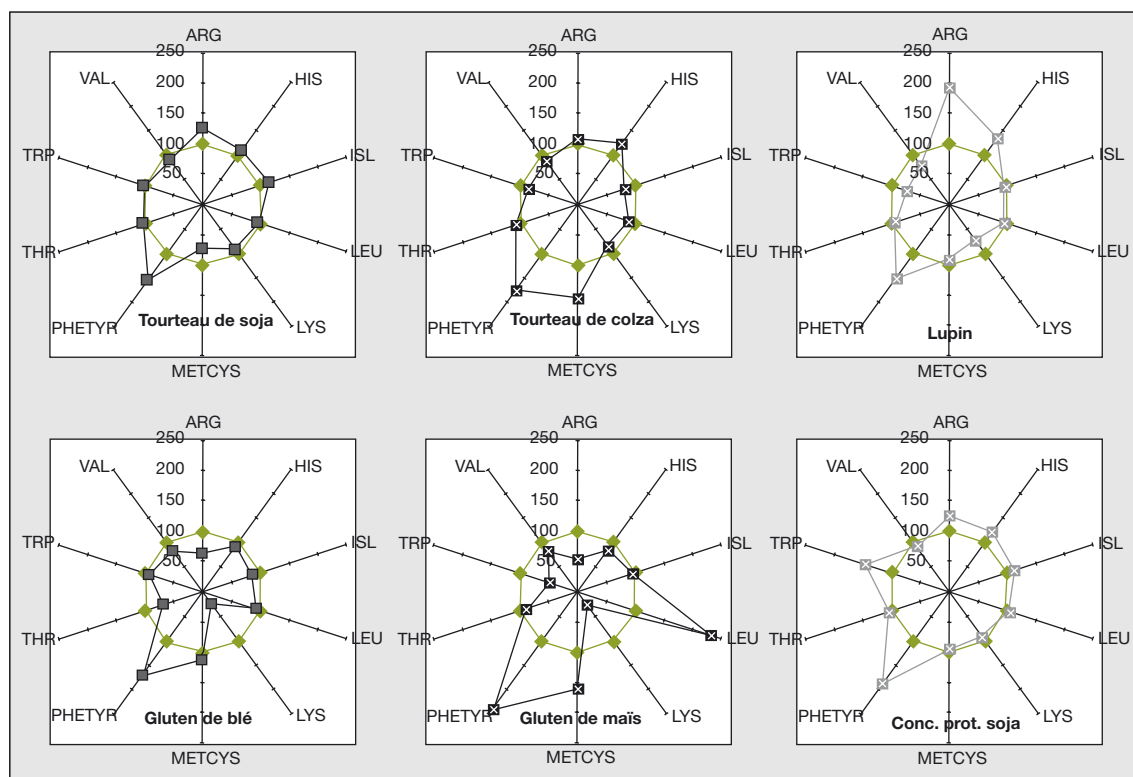 ARG
250
200
150
100
50
VAL
HIS
TRP
ISL
THR
LEU
PHETYR
LYS
METCYS
Tourteau de soja
ARG
250
200
150
100
50
VAL
HIS
TRP
ISL
THR
LEU
PHETYR
LYS
METCYS
Tourteau de colza
ARG
250
200
150
100
50
VAL
HIS
TRP
ISL
THR
LEU
PHETYR
LYS
METCYS
Lupin
ARG
250
200
150
100
50
VAL
HIS
TRP
ISL
THR
LEU
PHETYR
LYS
METCYS
Gluten de blé
ARG
250
200
150
100
50
VAL
HIS
TRP
ISL
THR
LEU
PHETYR
LYS
METCYS
Gluten de maïs
ARG
250
200
150
100
50
VAL
HIS
TRP
ISL
THR
LEU
PHETYR
LYS
METCYS
Conc. prot. soja